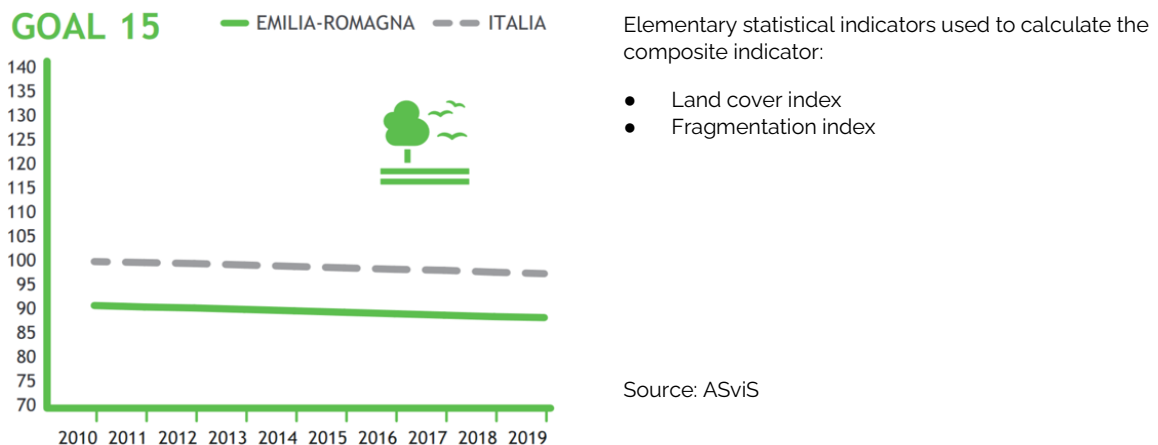 GOAL 15
EMILIA-ROMAGNA
ITALIA
140
135
130
125
120
115
110
105
100
95
90
85
80
75
70
2010 2011 2012 2013 2014 2015 2016 2017 2018 2019
Elementary statistical indicators used to calculate the
composite indicator:
● Land cover index
● Fragmentation index
Source: ASviS